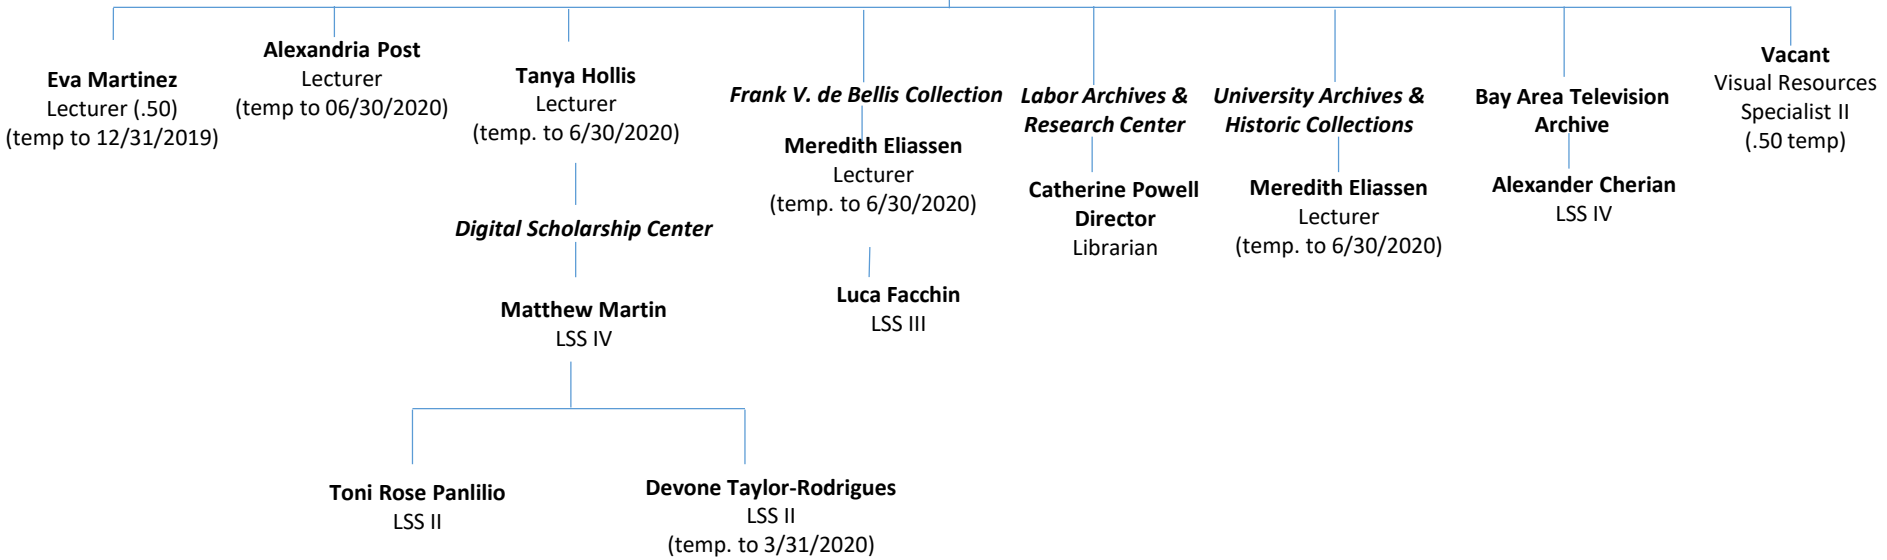 Eva Martinez
Lecturer (.50)
(temp to 12/31/2019)
Alexandria Post
Lecturer
(temp to 06/30/2020)
Tanya Hollis
Lecturer
(temp. to 6/30/2020)
Digital Scholarship Center
Matthew Martin
LSS IV
Toni Rose Panlilio
LSS II
Devone Taylor-Rodrigues
LSS II
(temp. to 3/31/2020)
Frank V. de Bellis Collection
Meredith Eliassen
Lecturer
(temp. to 6/30/2020)
Luca Facchin
LSS III
Labor Archives &
Research Center
Catherine Powell
Director
Librarian
University Archives &
Historic Collections
Meredith Eliassen
Lecturer
(temp. to 6/30/2020)
Bay Area Television
Archive
Alexander Cherian
LSS IV
Vacant
Visual Resources
Specialist II
(.50 temp)